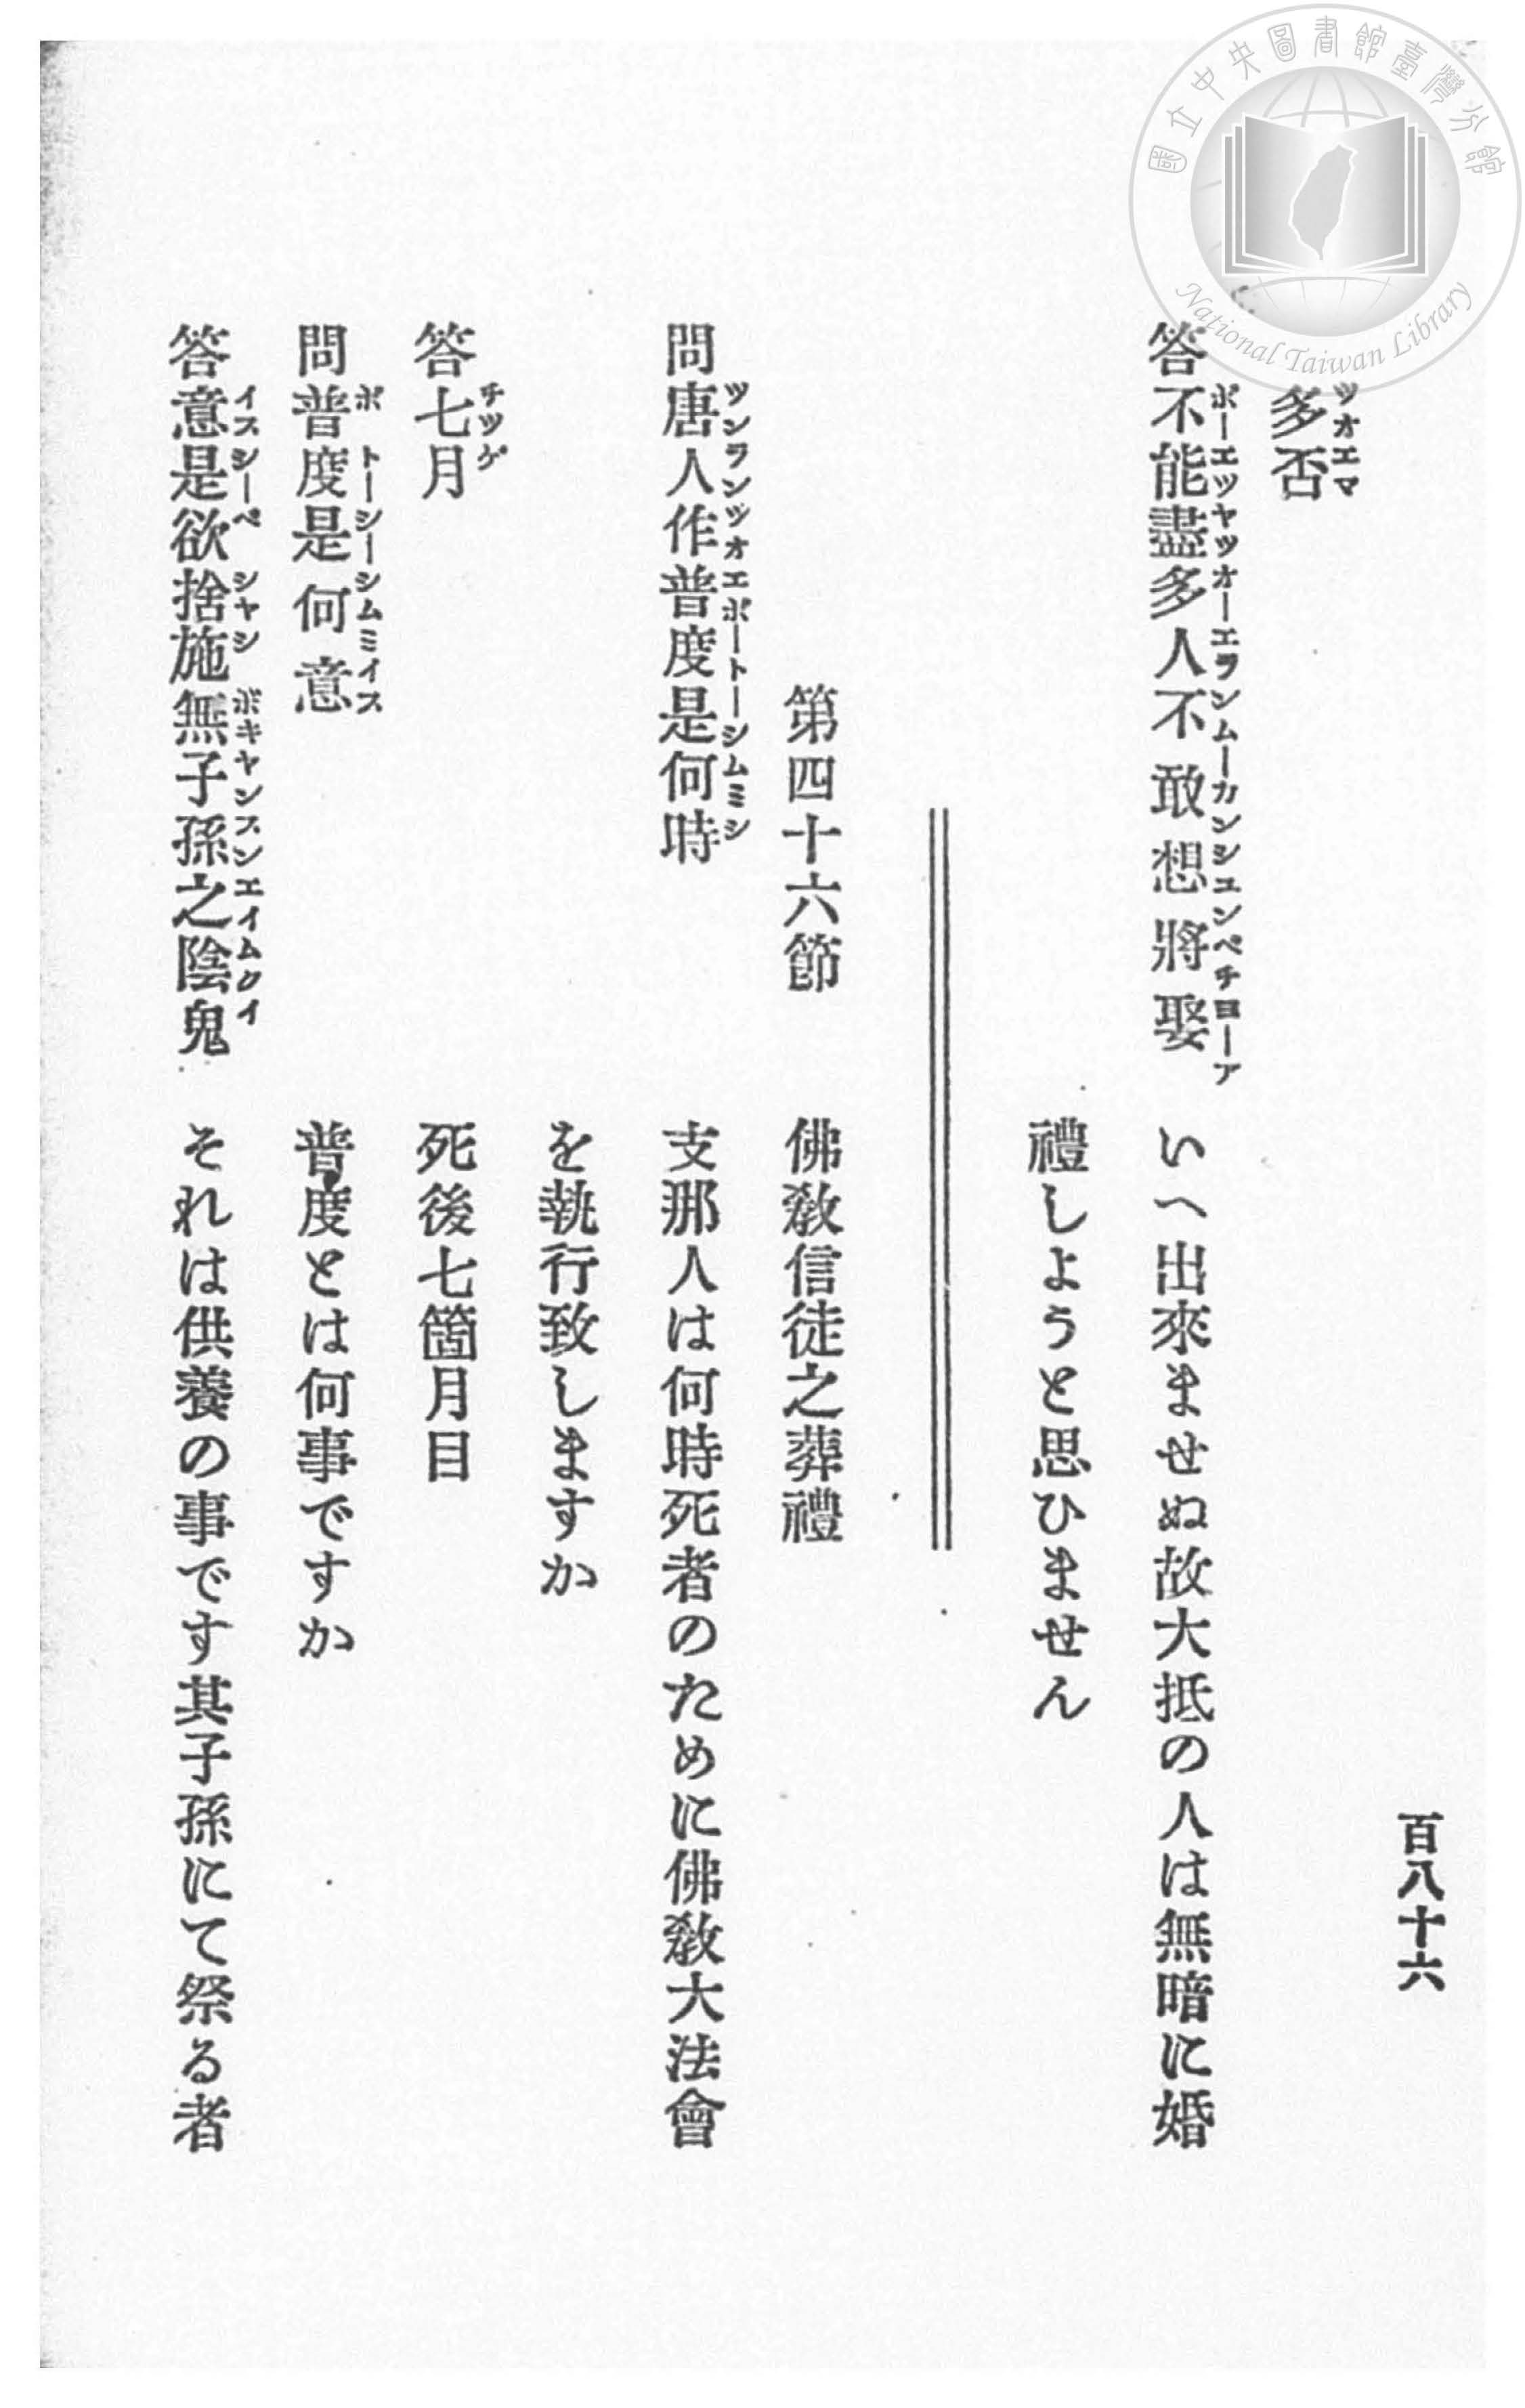 國立中央圖書館臺灣分館
National Taiwan Library
百八十六
多否
ツオエマ
答不能盡多人不敢想將娶
ボーエツヤツオーエランムーカンシユンペチヨーア
いへ出來ませぬ故大抵の人は無暗に婚
禮しようと思ひません
第四十六節
佛敎信徒之葬禮
問唐人作普度是何時
ツンランツオエポートーシムミシ
支那人は何時死者のために佛敎大法會
を執行致しますか
答七月
チツゲ
死後七箇月目
問普度是何意
ポトーシーシムミイス
普度とは何事ですか
答意是欲捨施無子孫之陰鬼
イスシーペシヤシボキヤンスンエイムクイ
それは供養の事です其子孫にて祭る者